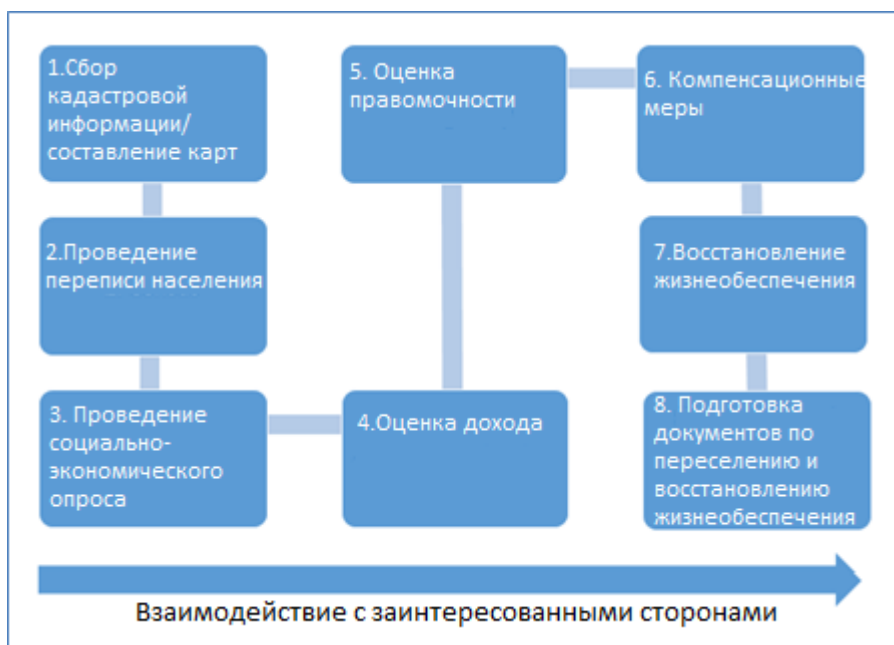 1.Сбор
кадастровой
информации/
составление карт
2.Проведение
переписи населения
3. Проведение
социально-
экономического
опроса
4.Оценка дохода
5. Оценка
правомочности
6. Компенсационные
меры
7.Восстановление
жизнеобеспечения
8. Подготовка
документов по
переселению и
восстановлению
жизнеобеспечения
Взаимодействие с заинтересованными сторонами